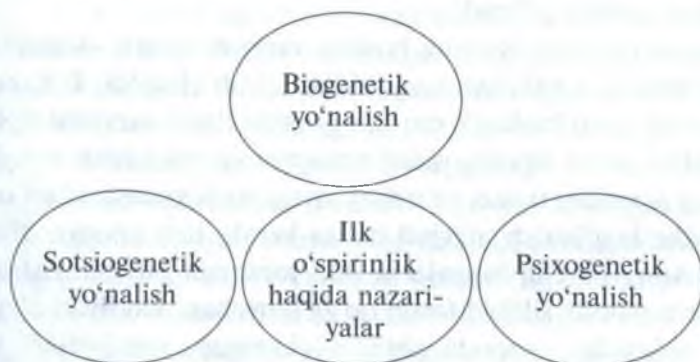 Biogenetik
yo‘nalish
Sotsiogenetik
yo‘nalish
Ilk
o‘spirinlik
haqida nazari-
yalar
Psixogenetik
yo‘nalish